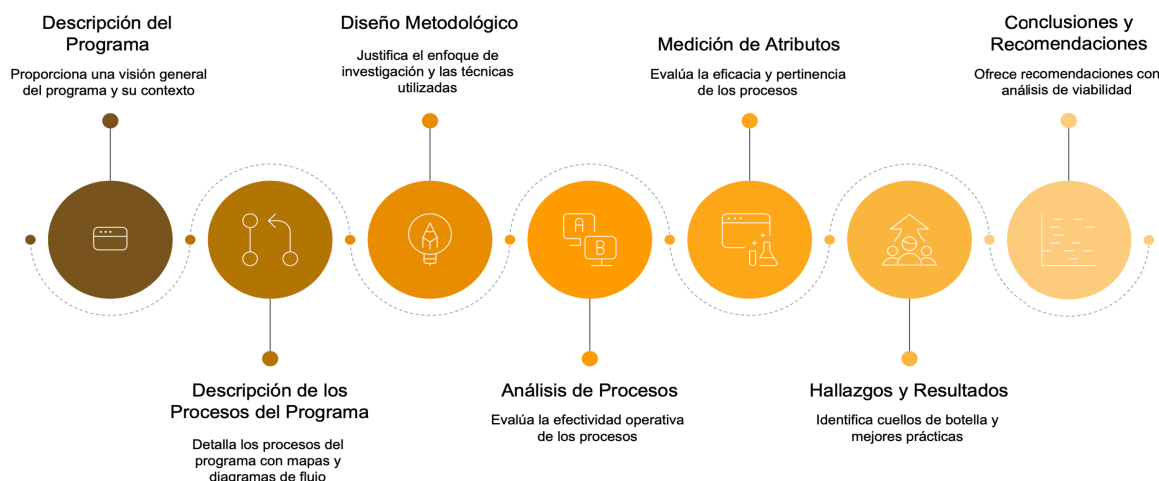 Descripción del
Programa
Proporciona una visión general
del programa y su contexto
Descripción de los
Procesos del Programa
Detalla los procesos del
programa con mapas y
diagramas de flujo
Diseño Metodológico
Justifica el enfoque de
investigación y las técnicas
utilizadas
A
B
Análisis de Procesos
Evalúa la efectividad operativa
de los procesos
Medición de Atributos
Evalúa la eficacia y pertinencia
de los procesos
Hallazgos y Resultados
Identifica cuellos de botella y
mejores prácticas
Conclusiones y
Recomendaciones
Ofrece recomendaciones con
análisis de viabilidad